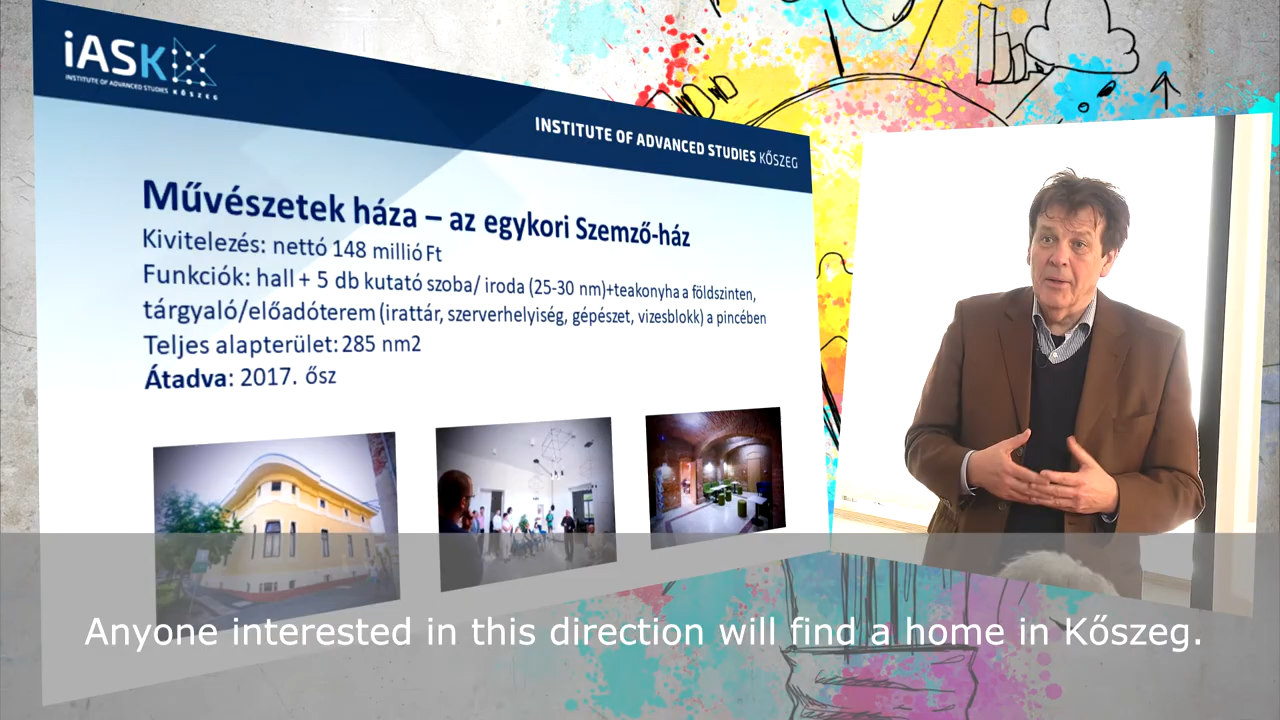 iASK
INSTITUTE OF ADVANCED STUDIES KŐSZEG
INSTITUTE OF ADVANCED STUDIES KŐSZEG
Művészetek háza – az egykori Szemző-ház
Kivitelezés: nettó 148 millió Ft
Funkciók: hall + 5 db kutató szoba/ iroda (25-30 nm)+teakonyha a földszinten,
tárgyaló/előadóterem (irattár, szerverhelyiség, gépészet, vizesblokk) a pincében
Teljes alapterület: 285 nm2
Átadva: 2017. ősz
Anyone interested in this direction will find a home in Kőszeg.